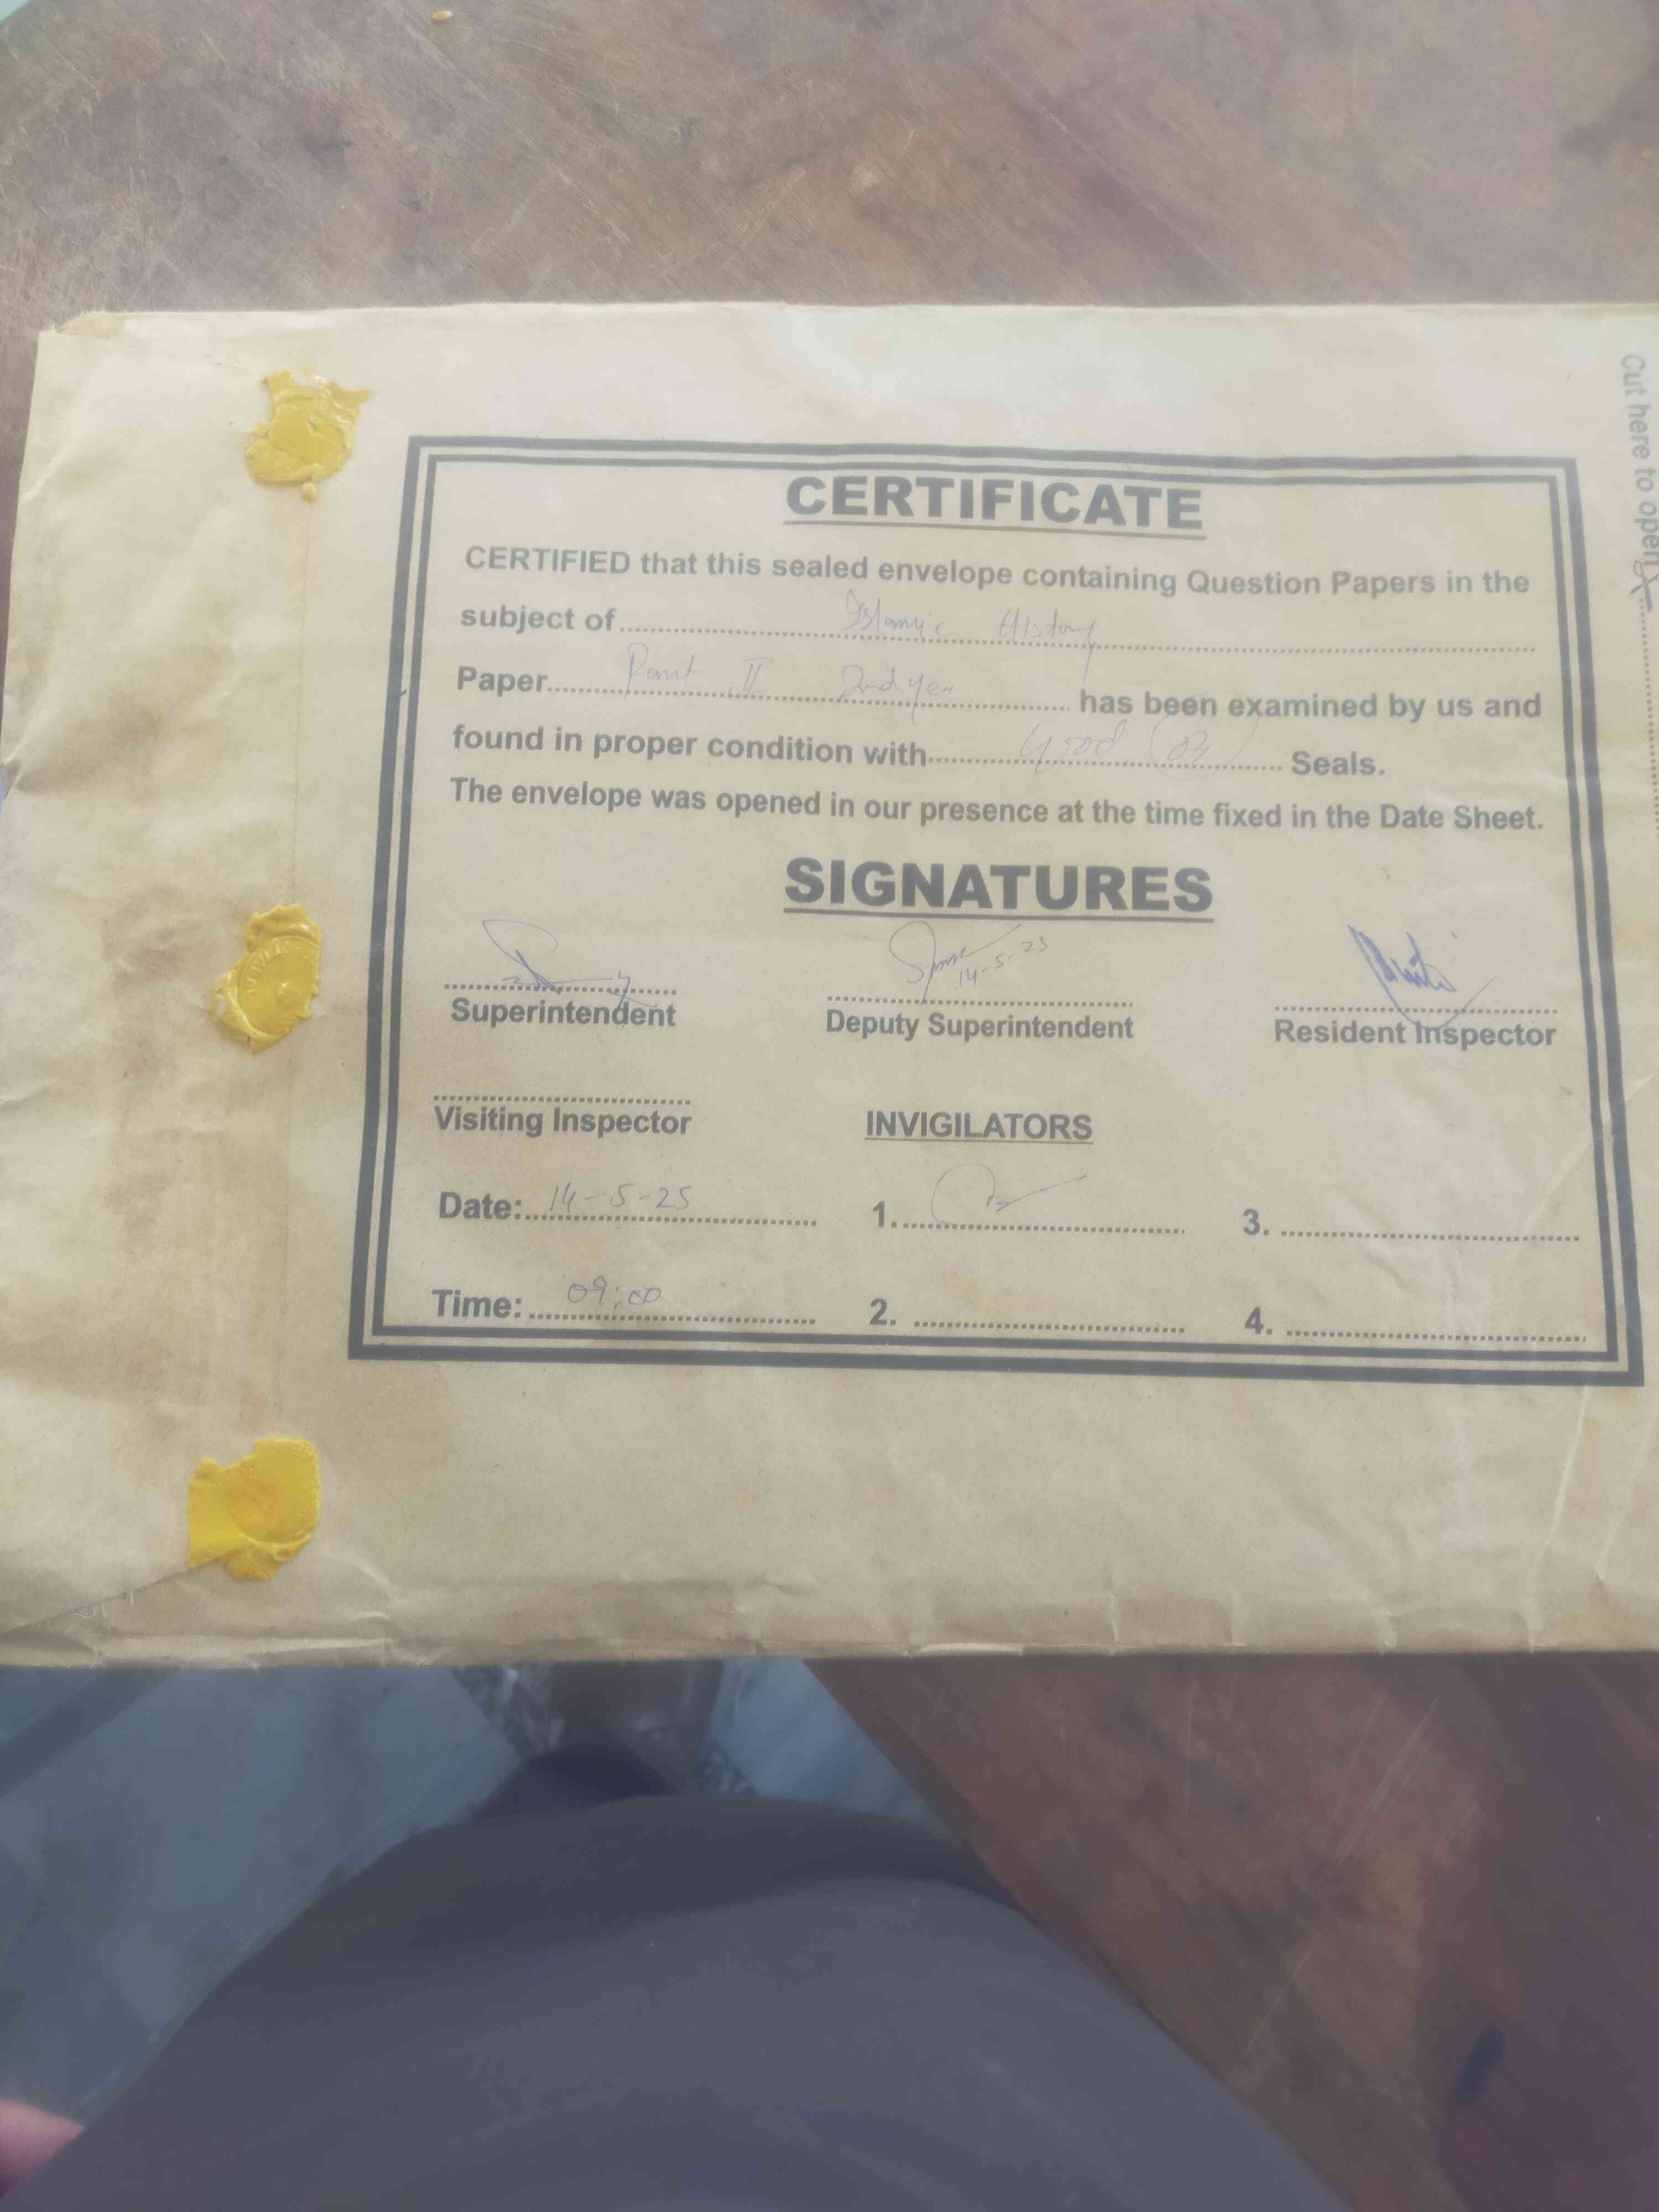 CERTIFICATE
CERTIFIED that this sealed envelope containing Question Papers in the
subject of Islamic History
Paper Part II 2nd year has been examined by us and
found in proper condition with Good (03) Seals.
The envelope was opened in our presence at the time fixed in the Date Sheet.
SIGNATURES
14-5-25
Superintendent Deputy Superintendent Resident Inspector
Visiting Inspector INVIGILATORS
Date: 14-5-25 1. 3.
Time: 09:00 2. 4.
Cut here to open